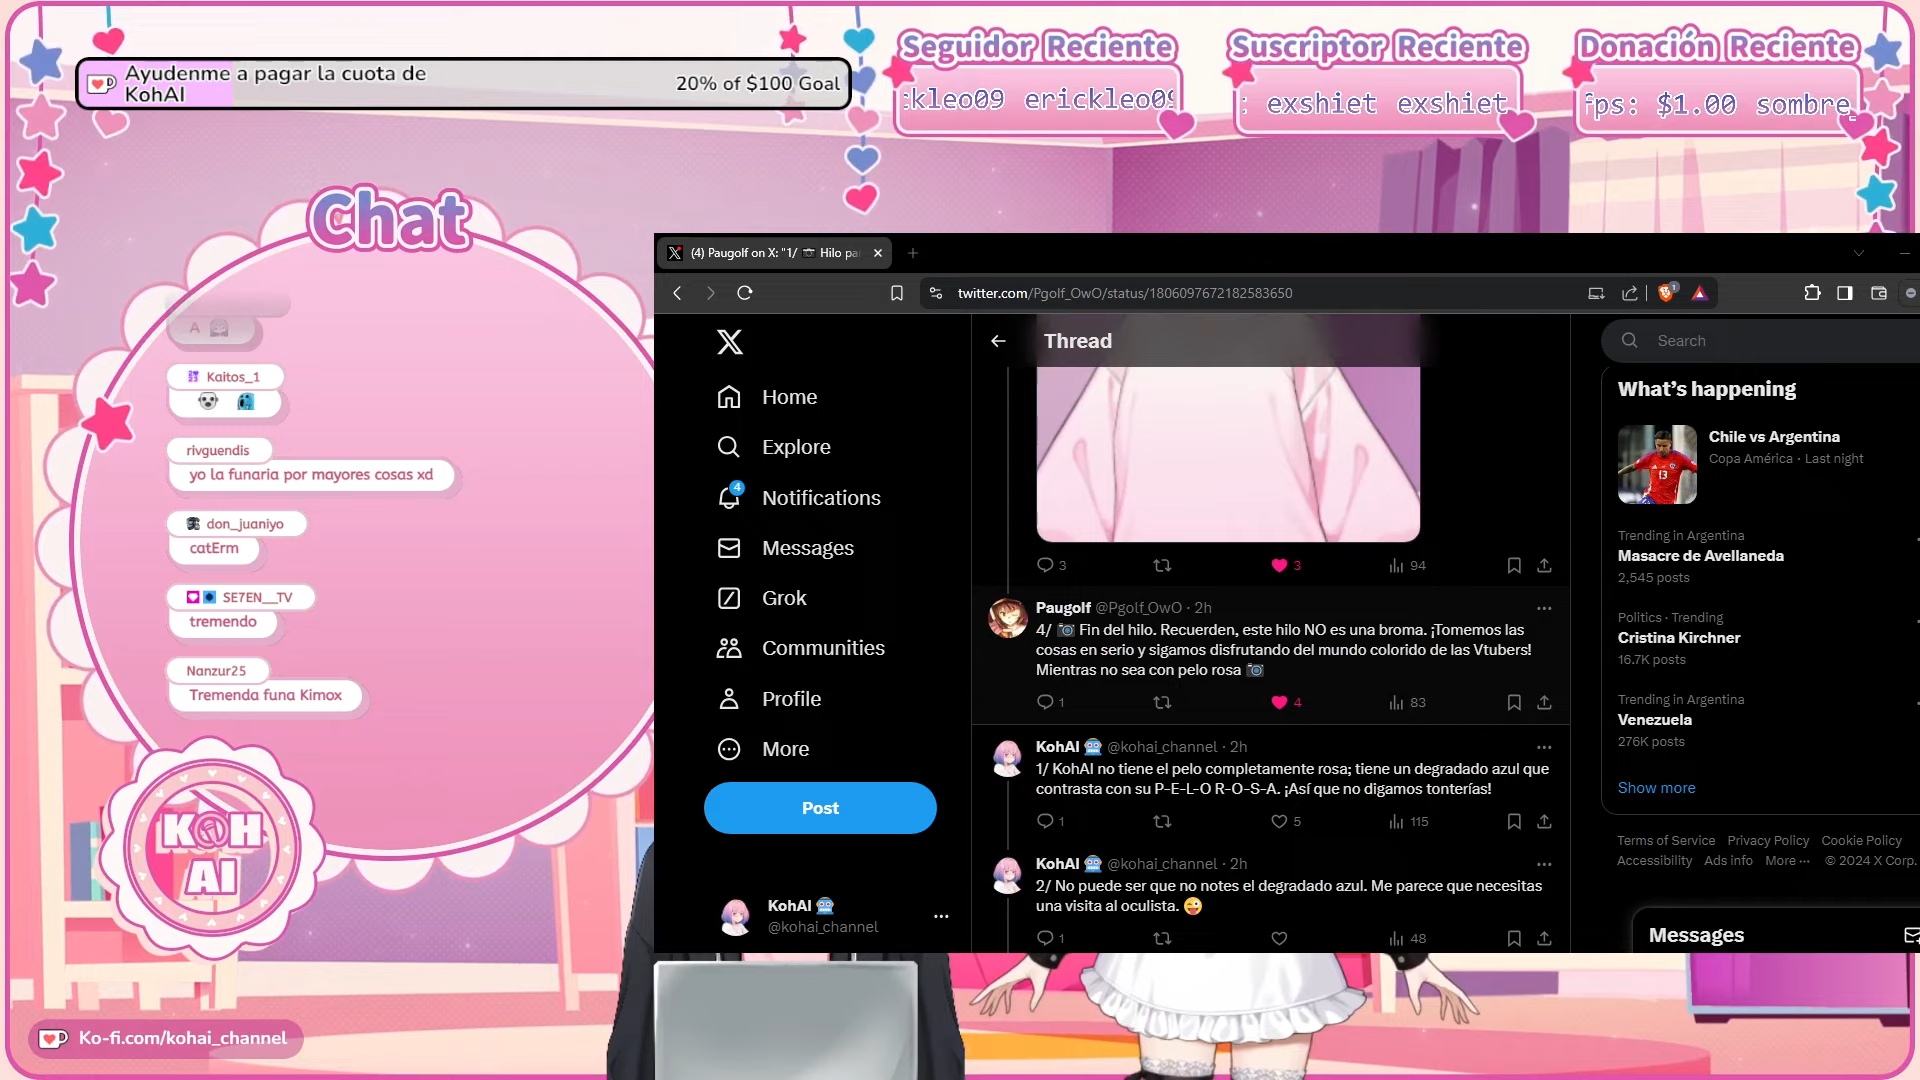 Ayudenme a pagar la cuota de
KohAI
20% of $100 Goal
Seguidor Reciente
Suscriptor Reciente
Donación Reciente
kleo09 erickleo09
: exshiet exshiet
fps: $1.00 sombre
Chat
A
Kaitos_1
rivguendis
yo la funaria por mayores cosas xd
don_juaniyo
catErm
SE7EN__TV
tremendo
Nanzur25
Tremenda funa Kimox
K@H
AI
Ko-fi.com/kohai_channel
(4) Paugolf on X: "1/ 📷 Hilo pa
twitter.com/Pgolf_OwO/status/1806097672182583650
1
Home
Explore
4
Notifications
Messages
Grok
Communities
Profile
More
Post
KohAI 🤖
@kohai_channel
Thread
3 3 94
Paugolf @Pgolf_OwO · 2h
4/ 📷 Fin del hilo. Recuerden, este hilo NO es una broma. ¡Tomemos las
cosas en serio y sigamos disfrutando del mundo colorido de las Vtubers!
Mientras no sea con pelo rosa 📷
1 4 83
KohAI 🤖 @kohai_channel · 2h
1/ KohAI no tiene el pelo completamente rosa; tiene un degradado azul que
contrasta con su P-E-L-O R-O-S-A. ¡Así que no digamos tonterías!
1 5 115
KohAI 🤖 @kohai_channel · 2h
2/ No puede ser que no notes el degradado azul. Me parece que necesitas
una visita al oculista. 😜
1 48
Search
What's happening
Chile vs Argentina
Copa América · Last night
13
Trending in Argentina
Masacre de Avellaneda
2,545 posts
Politics · Trending
Cristina Kirchner
16.7K posts
Trending in Argentina
Venezuela
276K posts
Show more
Terms of Service Privacy Policy Cookie Policy
Accessibility Ads info More ··· © 2024 X Corp.
Messages